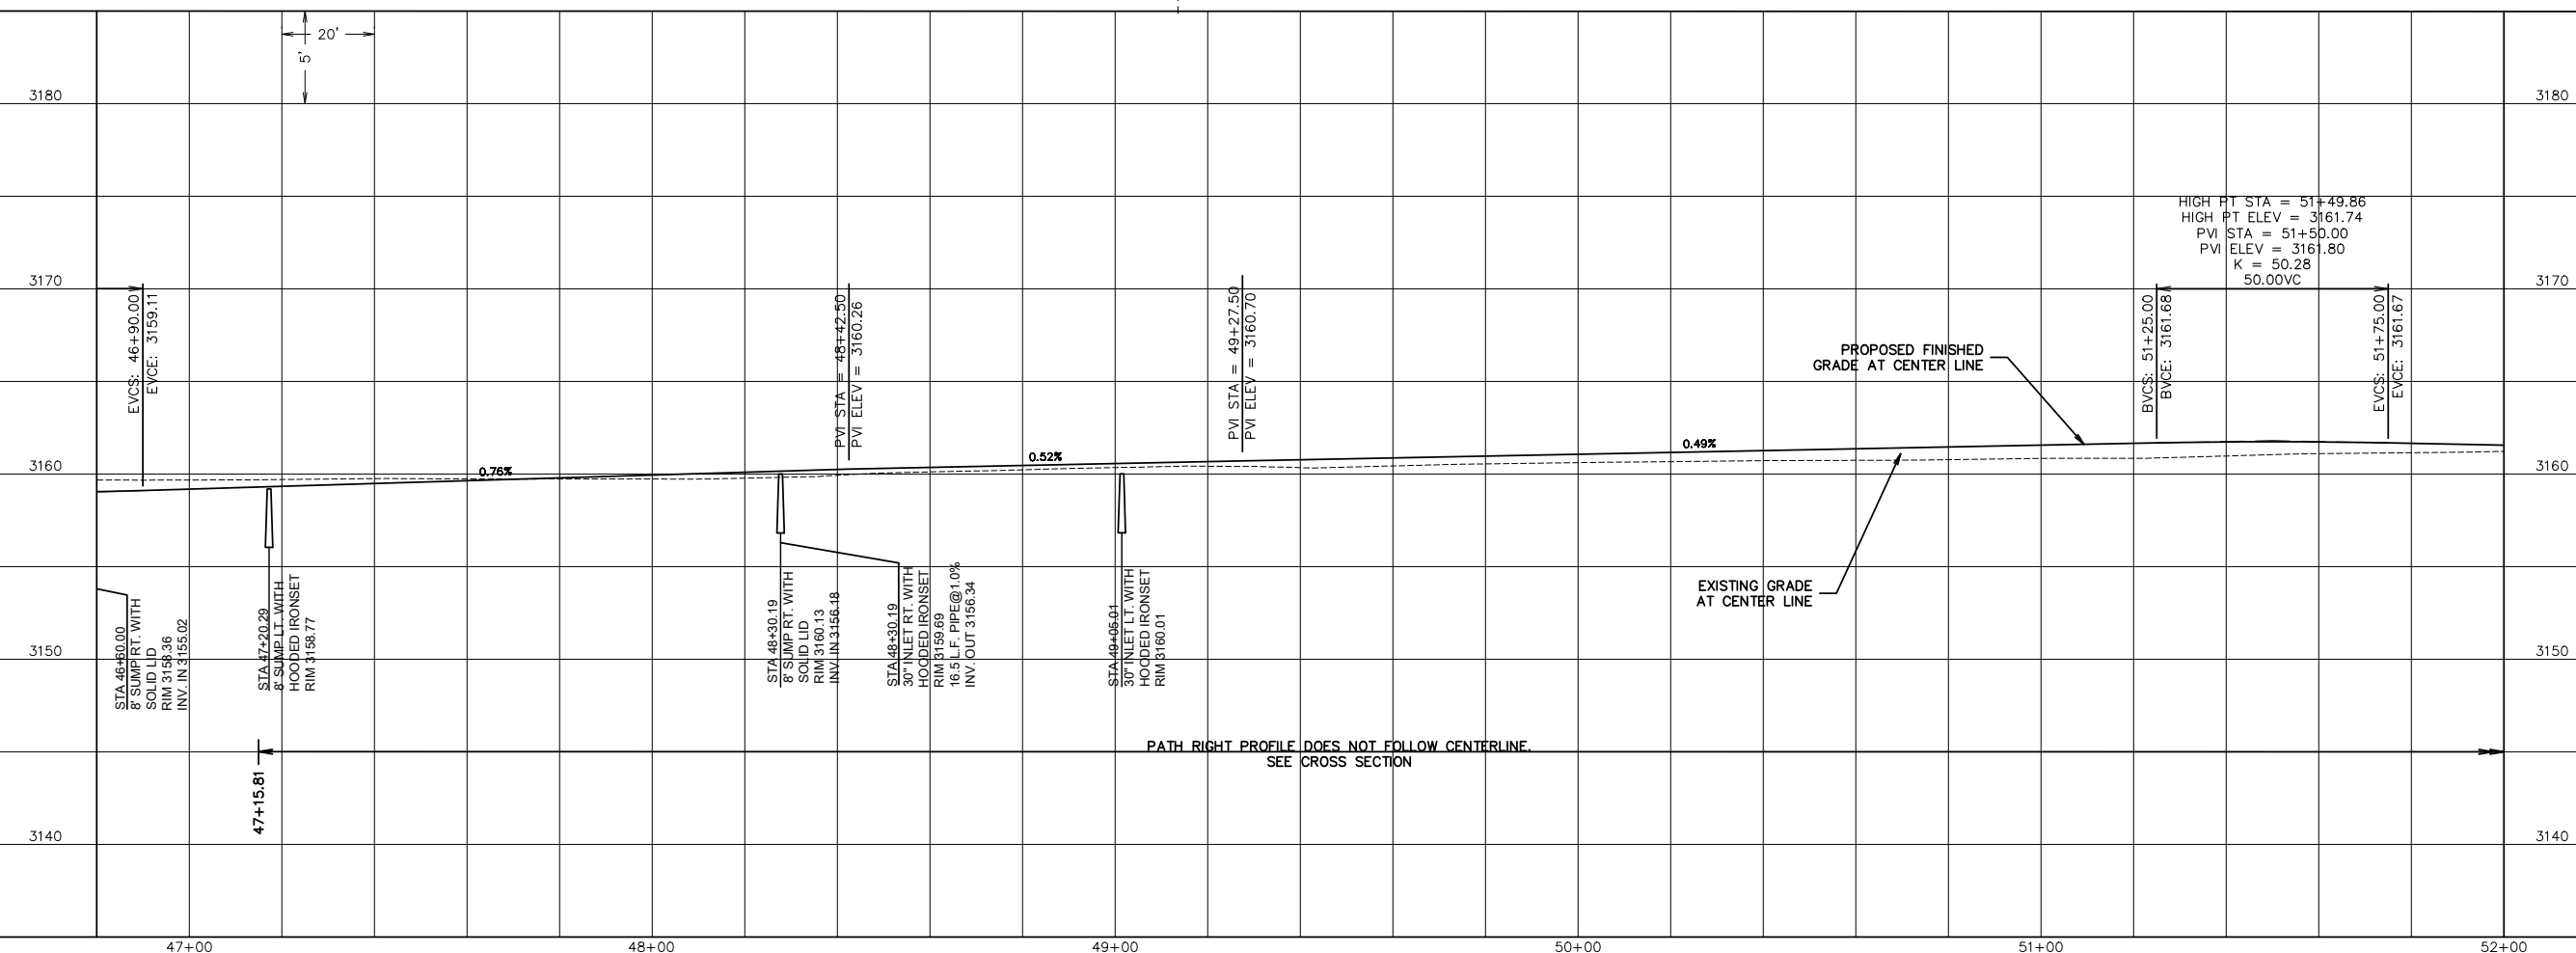 20'
5'
3180
3180
HIGH PT STA = 51+49.86
HIGH PT ELEV = 3161.74
PVI STA = 51+50.00
PVI ELEV = 3161.80
K = 50.28
50.00VC
3170
3170
EVCS: 46+90.00
EVCE: 3159.11
PVI STA = 48+42.50
PVI ELEV = 3160.26
PVI STA = 49+27.50
PVI ELEV = 3160.70
BVCS: 51+25.00
BVCE: 3161.68
EVCS: 51+75.00
EVCE: 3161.67
PROPOSED FINISHED
GRADE AT CENTER LINE
0.76%
0.52%
0.49%
3160
3160
EXISTING GRADE
AT CENTER LINE
STA 46+60.00
8' SUMP RT. WITH
SOLID LID
RIM 3158.36
INV. IN 3155.02
STA 47+20.29
8' SUMP LT. WITH
HOODED IRONSET
RIM 3158.77
STA 48+30.19
8' SUMP RT. WITH
SOLID LID
RIM 3160.13
INV. IN 3156.18
STA 48+30.19
30" INLET RT. WITH
HOODED IRONSET
RIM 3159.69
16.5 L.F. PIPE@1.0%
INV. OUT 3156.34
STA 49+05.01
30" INLET LT. WITH
HOODED IRONSET
RIM 3160.01
3150
3150
PATH RIGHT PROFILE DOES NOT FOLLOW CENTERLINE.
SEE CROSS SECTION
47+15.81
3140
3140
47+00
48+00
49+00
50+00
51+00
52+00